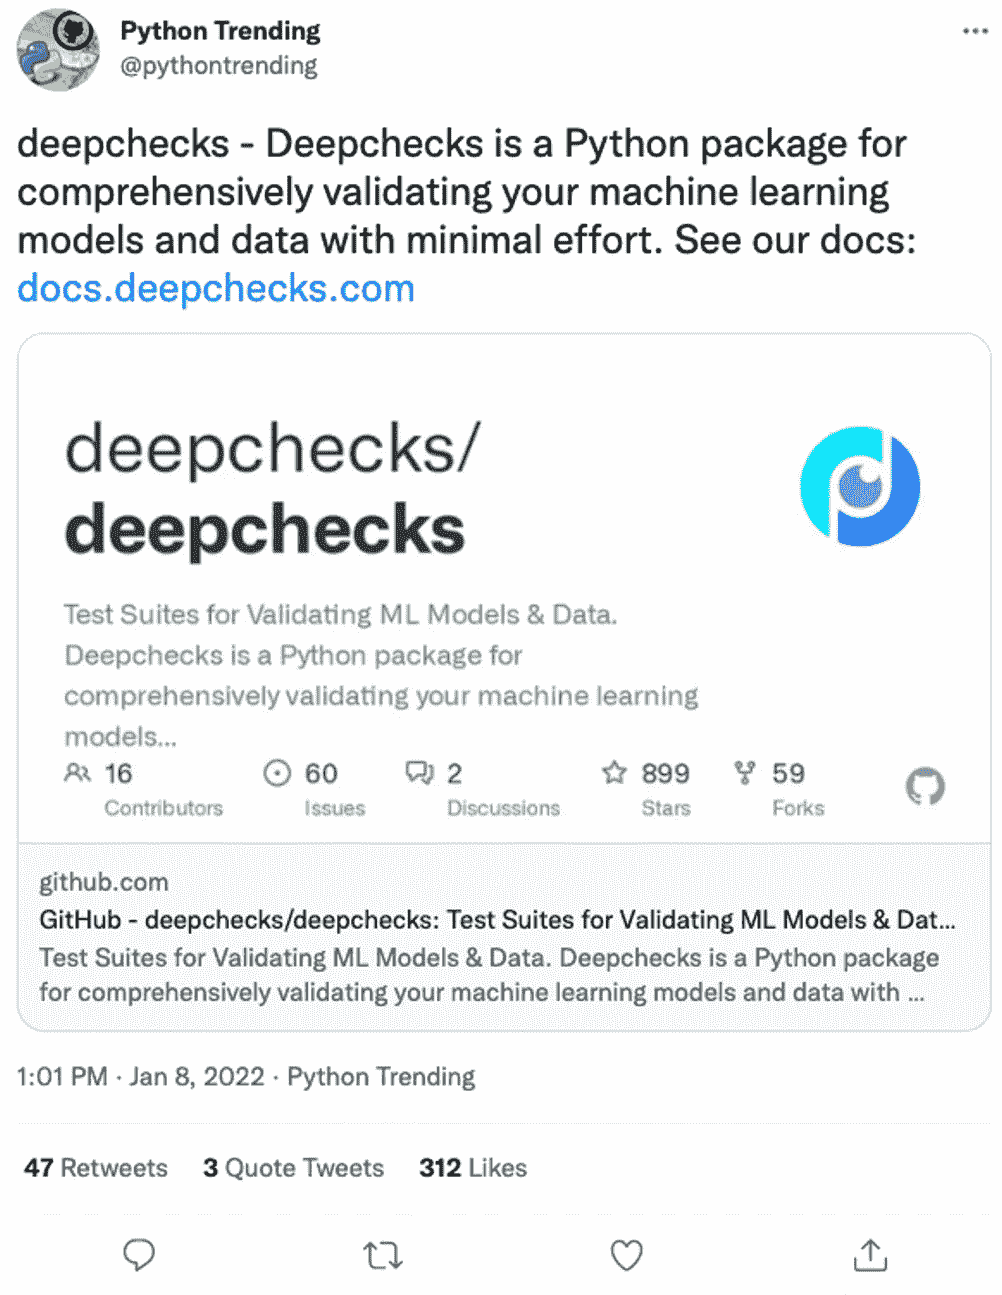 Python Trending
@pythontrending
deepchecks - Deepchecks is a Python package for
comprehensively validating your machine learning
models and data with minimal effort. See our docs:
docs.deepchecks.com
deepchecks/
deepchecks
Test Suites for Validating ML Models & Data.
Deepchecks is a Python package for
comprehensively validating your machine learning
models...
16 60 2 899 59
Contributors Issues Discussions Stars Forks
github.com
GitHub - deepchecks/deepchecks: Test Suites for Validating ML Models & Dat...
Test Suites for Validating ML Models & Data. Deepchecks is a Python package
for comprehensively validating your machine learning models and data with ...
1:01 PM · Jan 8, 2022 · Python Trending
47 Retweets 3 Quote Tweets 312 Likes